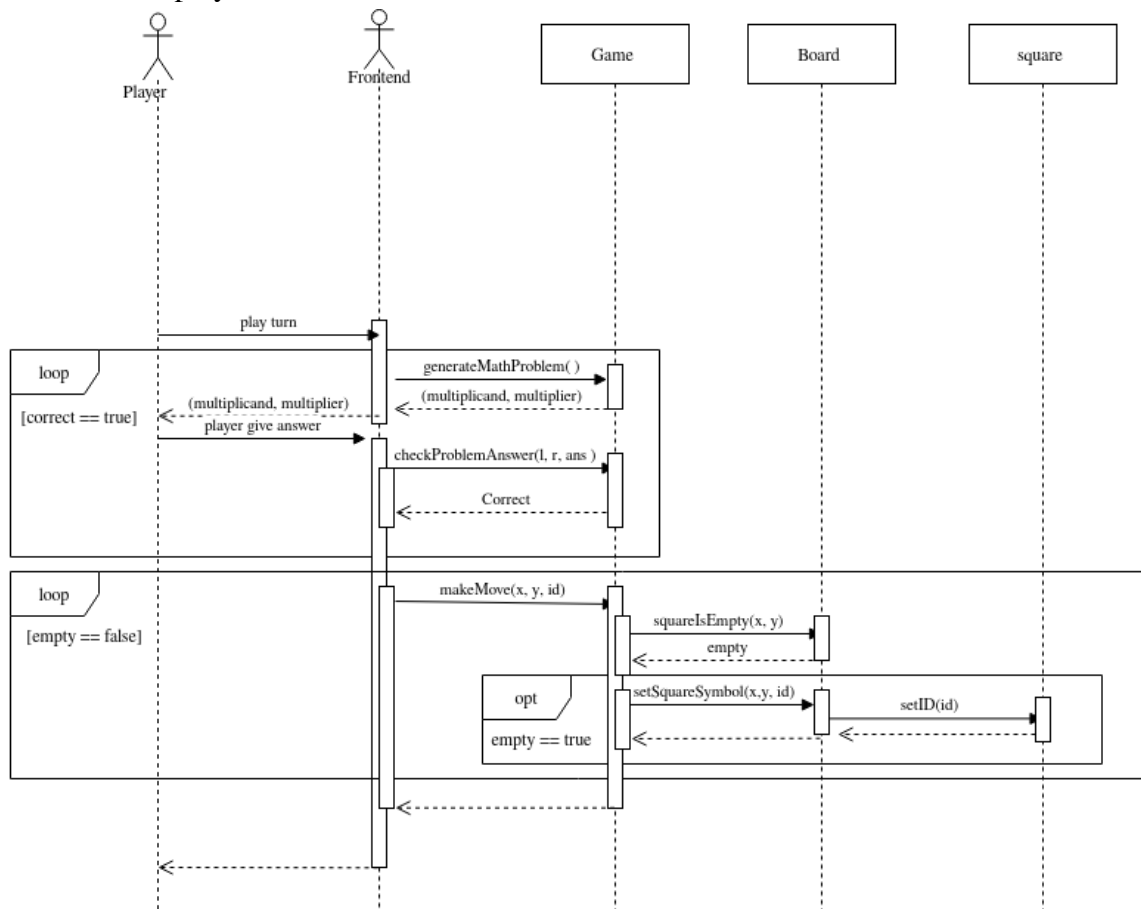 Player
Frontend
Game
Board
square
play turn
loop
[correct == true]
generateMathProblem( )
(multiplicand, multiplier)
(multiplicand, multiplier)
player give answer
checkProblemAnswer(l, r, ans )
Correct
loop
[empty == false]
makeMove(x, y, id)
squareIsEmpty(x, y)
empty
opt
empty == true
setSquareSymbol(x,y, id)
setID(id)